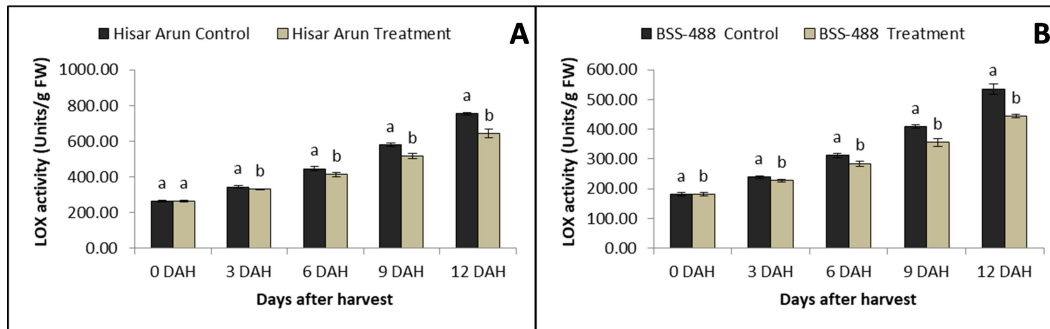 Hisar Arun Control Hisar Arun Treatment A
LOX activity (Units/g FW)
1000.00
800.00
600.00
400.00
200.00
0.00
a a a b a b a b a b
0 DAH 3 DAH 6 DAH 9 DAH 12 DAH
Days after harvest
BSS-488 Control BSS-488 Treatment B
LOX activity (Units/g FW)
600.00
500.00
400.00
300.00
200.00
100.00
0.00
a b a b a b a b a b
0 DAH 3 DAH 6 DAH 9 DAH 12 DAH
Days after harvest